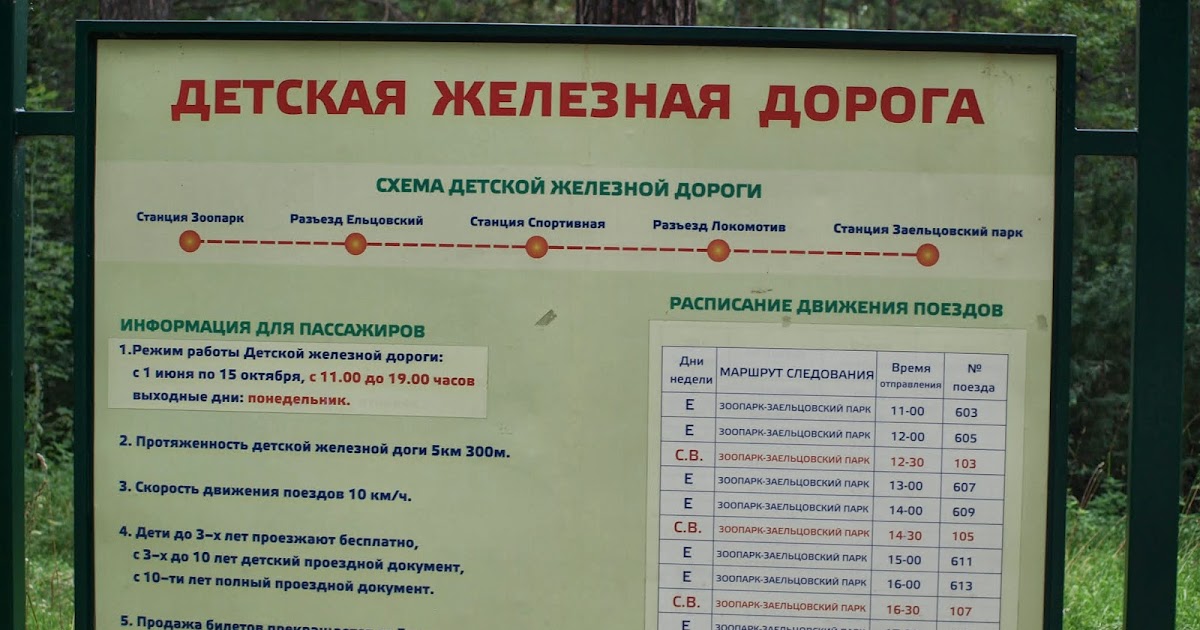 ДЕТСКАЯ ЖЕЛЕЗНАЯ ДОРОГА
СХЕМА ДЕТСКОЙ ЖЕЛЕЗНОЙ ДОРОГИ
Станция Зоопарк Разъезд Ельцовский Станция Спортивная Разъезд Локомотив Станция Заельцовский парк
ИНФОРМАЦИЯ ДЛЯ ПАССАЖИРОВ
1.Режим работы Детской железной дороги:
с 1 июня по 15 октября, с 11.00 до 19.00 часов
выходные дни: понедельник.
2. Протяженность детской железной доги 5км 300м.
3. Скорость движения поездов 10 км/ч.
4. Дети до 3-х лет проезжают бесплатно,
с 3-х до 10 лет детский проездной документ,
с 10-ти лет полный проездной документ.
5. Продажа билетов
РАСПИСАНИЕ ДВИЖЕНИЯ ПОЕЗДОВ
Дни недели МАРШРУТ СЛЕДОВАНИЯ Время отправления № поезда
Е ЗООПАРК-ЗАЕЛЬЦОВСКИЙ ПАРК 11-00 603
Е ЗООПАРК-ЗАЕЛЬЦОВСКИЙ ПАРК 12-00 605
С.В. ЗООПАРК-ЗАЕЛЬЦОВСКИЙ ПАРК 12-30 103
Е ЗООПАРК-ЗАЕЛЬЦОВСКИЙ ПАРК 13-00 607
Е ЗООПАРК-ЗАЕЛЬЦОВСКИЙ ПАРК 14-00 609
С.В. ЗООПАРК-ЗАЕЛЬЦОВСКИЙ ПАРК 14-30 105
Е ЗООПАРК-ЗАЕЛЬЦОВСКИЙ ПАРК 15-00 611
Е ЗООПАРК-ЗАЕЛЬЦОВСКИЙ ПАРК 16-00 613
С.В. ЗООПАРК-ЗАЕЛЬЦОВСКИЙ ПАРК 16-30 107
Е ЗООПАРК-ЗАЕЛЬЦОВСКИЙ ПАРК